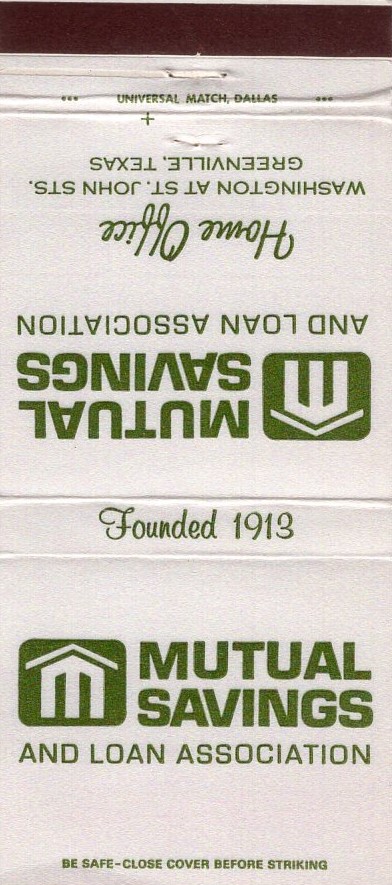 UNIVERSAL MATCH, DALLAS
MUTUAL
SAVINGS
AND LOAN ASSOCIATION
Home Office
WASHINGTON AT ST. JOHN STS.
GREENVILLE, TEXAS
Founded 1913
MUTUAL
SAVINGS
AND LOAN ASSOCIATION
BE SAFE-CLOSE COVER BEFORE STRIKING